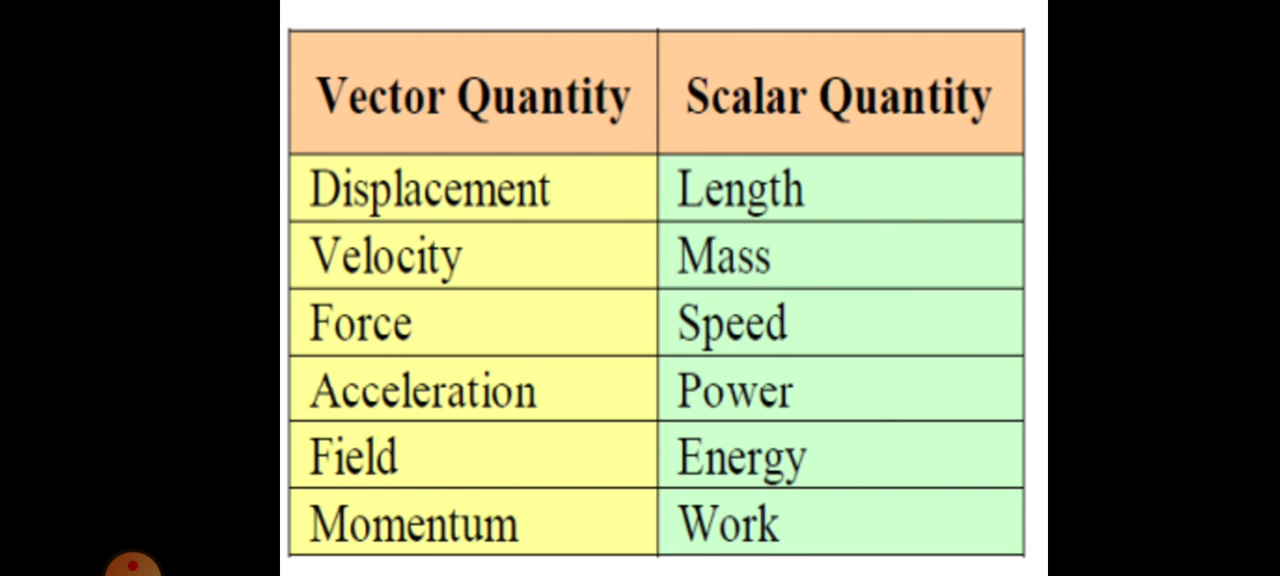 Vector Quantity Scalar Quantity
Displacement Length
Velocity Mass
Force Speed
Acceleration Power
Field Energy
Momentum Work